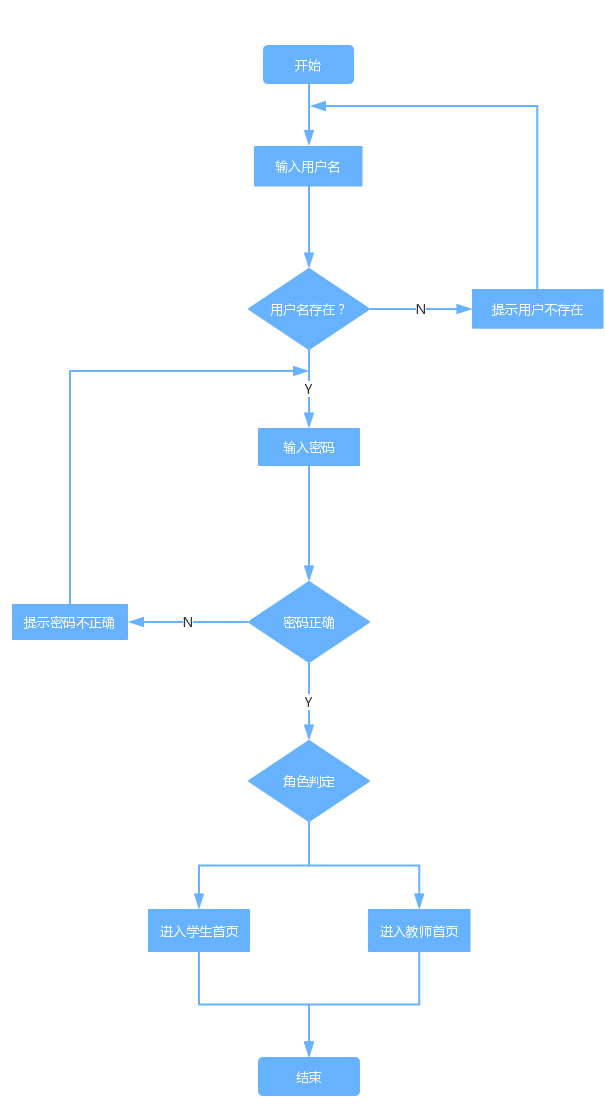 开始
输入用户名
用户名存在？
N
提示用户不存在
Y
输入密码
提示密码不正确
N
密码正确
Y
角色判定
进入学生首页
进入教师首页
结束